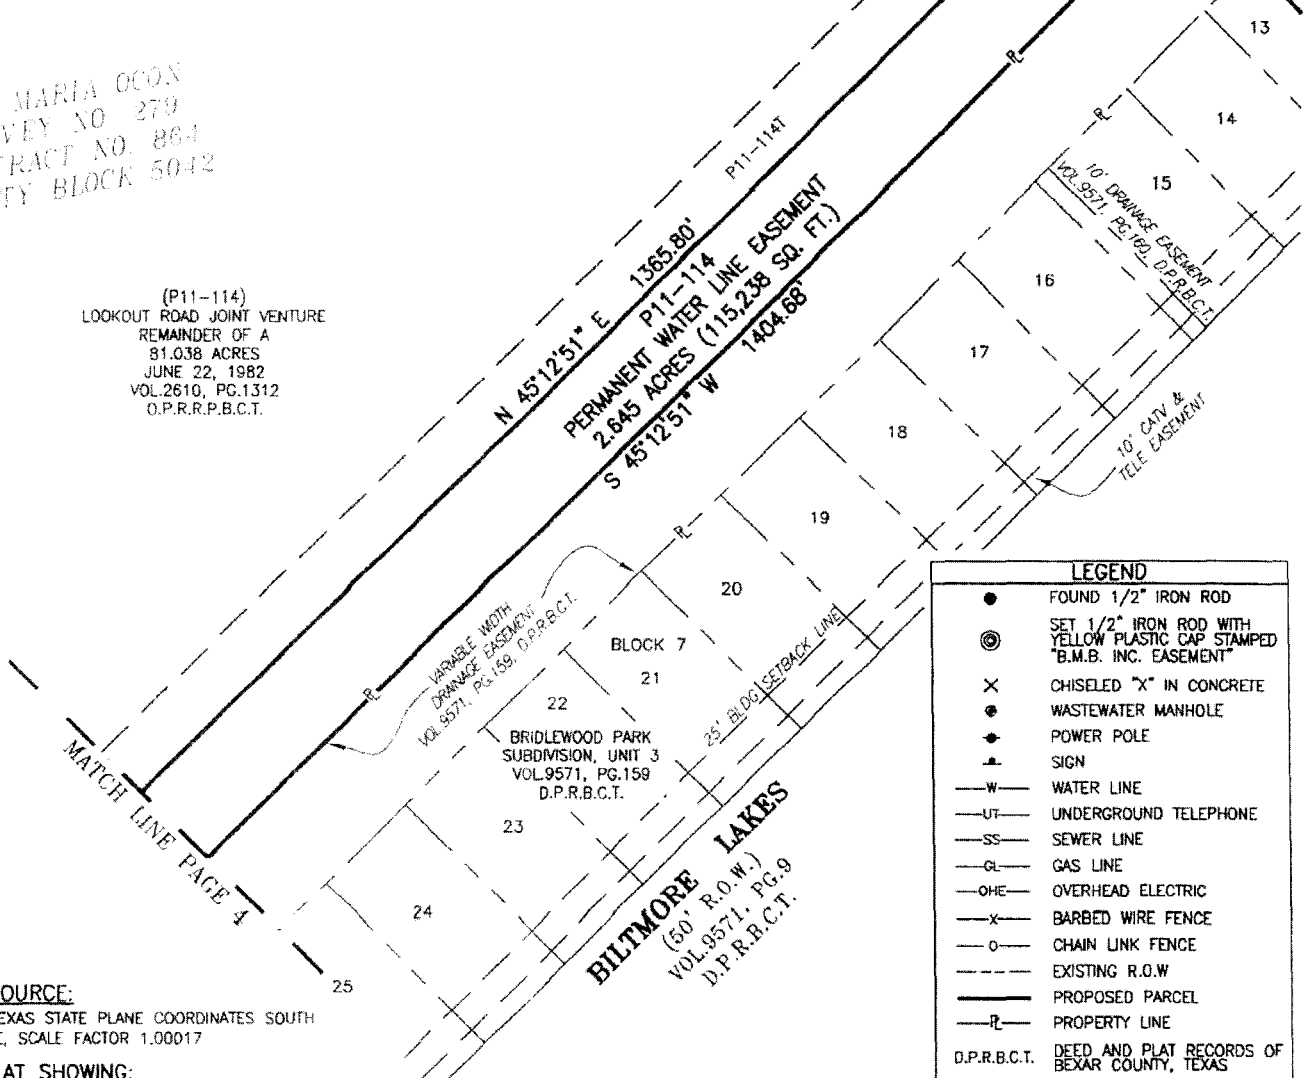 MARIA OCON
VEY NO 279
TRACT NO. 864
TY BLOCK 5042
(P11-114)
LOOKOUT ROAD JOINT VENTURE
REMAINDER OF A
81.038 ACRES
JUNE 22, 1982
VOL.2610, PG.1312
O.P.R.R.P.B.C.T.
P11-114T
N 45°12'51" E 1365.80'
P11-114
PERMANENT WATER LINE EASEMENT
2.645 ACRES (115,238 SQ. FT.)
S 45°12'51" W 1404.68'
PL
PL
PL
PL
13
14
15
10' DRAINAGE EASEMENT
VOL.9571, PG.160, D.P.R.B.C.T.
16
17
18
19
20
10' CATV &
TELE EASEMENT
VARIABLE WIDTH
DRAINAGE EASEMENT
VOL.9571, PG.159, D.P.R.B.C.T.
BLOCK 7
21
22
25' BLDG SETBACK LINE
BRIDLEWOOD PARK
SUBDIVISION, UNIT 3
VOL.9571, PG.159
D.P.R.B.C.T.
23
24
25
MATCH LINE PAGE 4
BILTMORE LAKES
(50' R.O.W.)
VOL.9571, PG.9
D.P.R.B.C.T.
OURCE:
EXAS STATE PLANE COORDINATES SOUTH
E, SCALE FACTOR 1.00017
AT SHOWING:
LEGEND
FOUND 1/2" IRON ROD
SET 1/2" IRON ROD WITH
YELLOW PLASTIC CAP STAMPED
"B.M.B. INC. EASEMENT"
CHISELED "X" IN CONCRETE
WASTEWATER MANHOLE
POWER POLE
SIGN
W WATER LINE
UT UNDERGROUND TELEPHONE
SS SEWER LINE
GL GAS LINE
OHE OVERHEAD ELECTRIC
X BARBED WIRE FENCE
O CHAIN LINK FENCE
EXISTING R.O.W
PROPOSED PARCEL
PL PROPERTY LINE
D.P.R.B.C.T. DEED AND PLAT RECORDS OF
BEXAR COUNTY, TEXAS